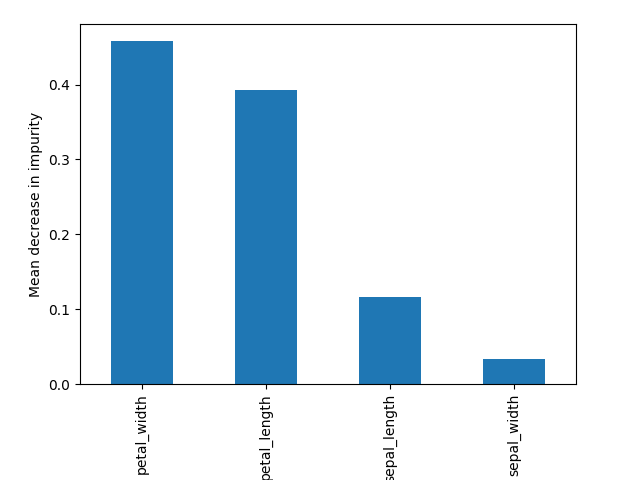 Mean decrease in impurity
0.4
0.3
0.2
0.1
0.0
petal_width
petal_length
sepal_length
sepal_width